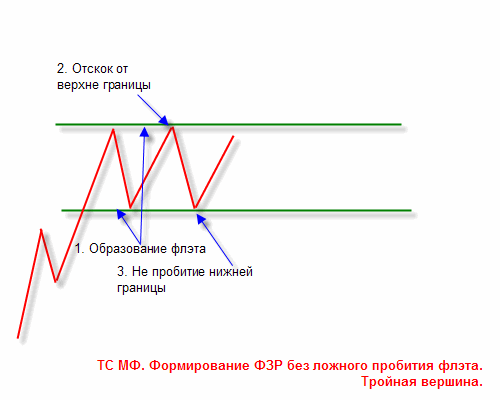 2. Отскок от
верхне границы
1. Образование флэта
3. Не пробитие нижней
границы
ТС МФ. Формирование ФЗР без ложного пробития флэта.
Тройная вершина.